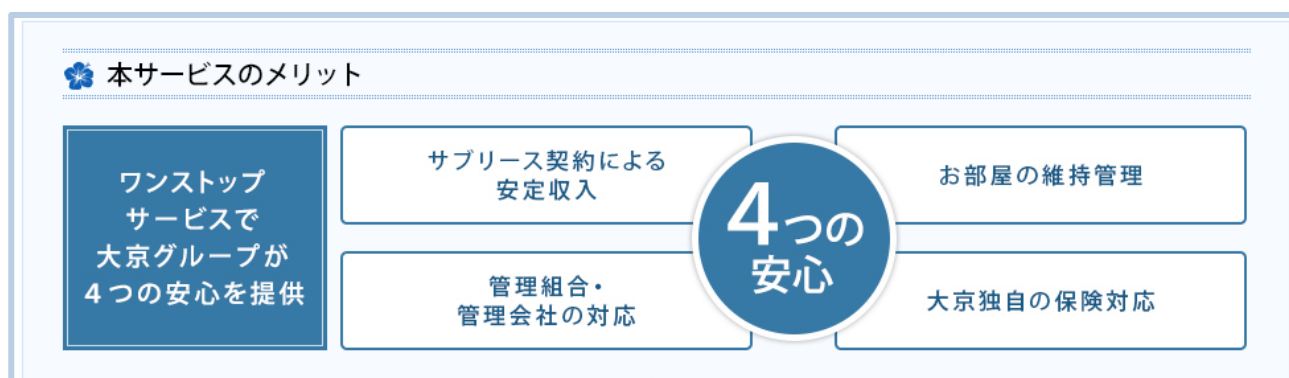 本サービスのメリット
ワンストップ
サービスで
大京グループが
４つの安心を提供
サブリース契約による
安定収入
お部屋の維持管理
4つの
安心
管理組合・
管理会社の対応
大京独自の保険対応